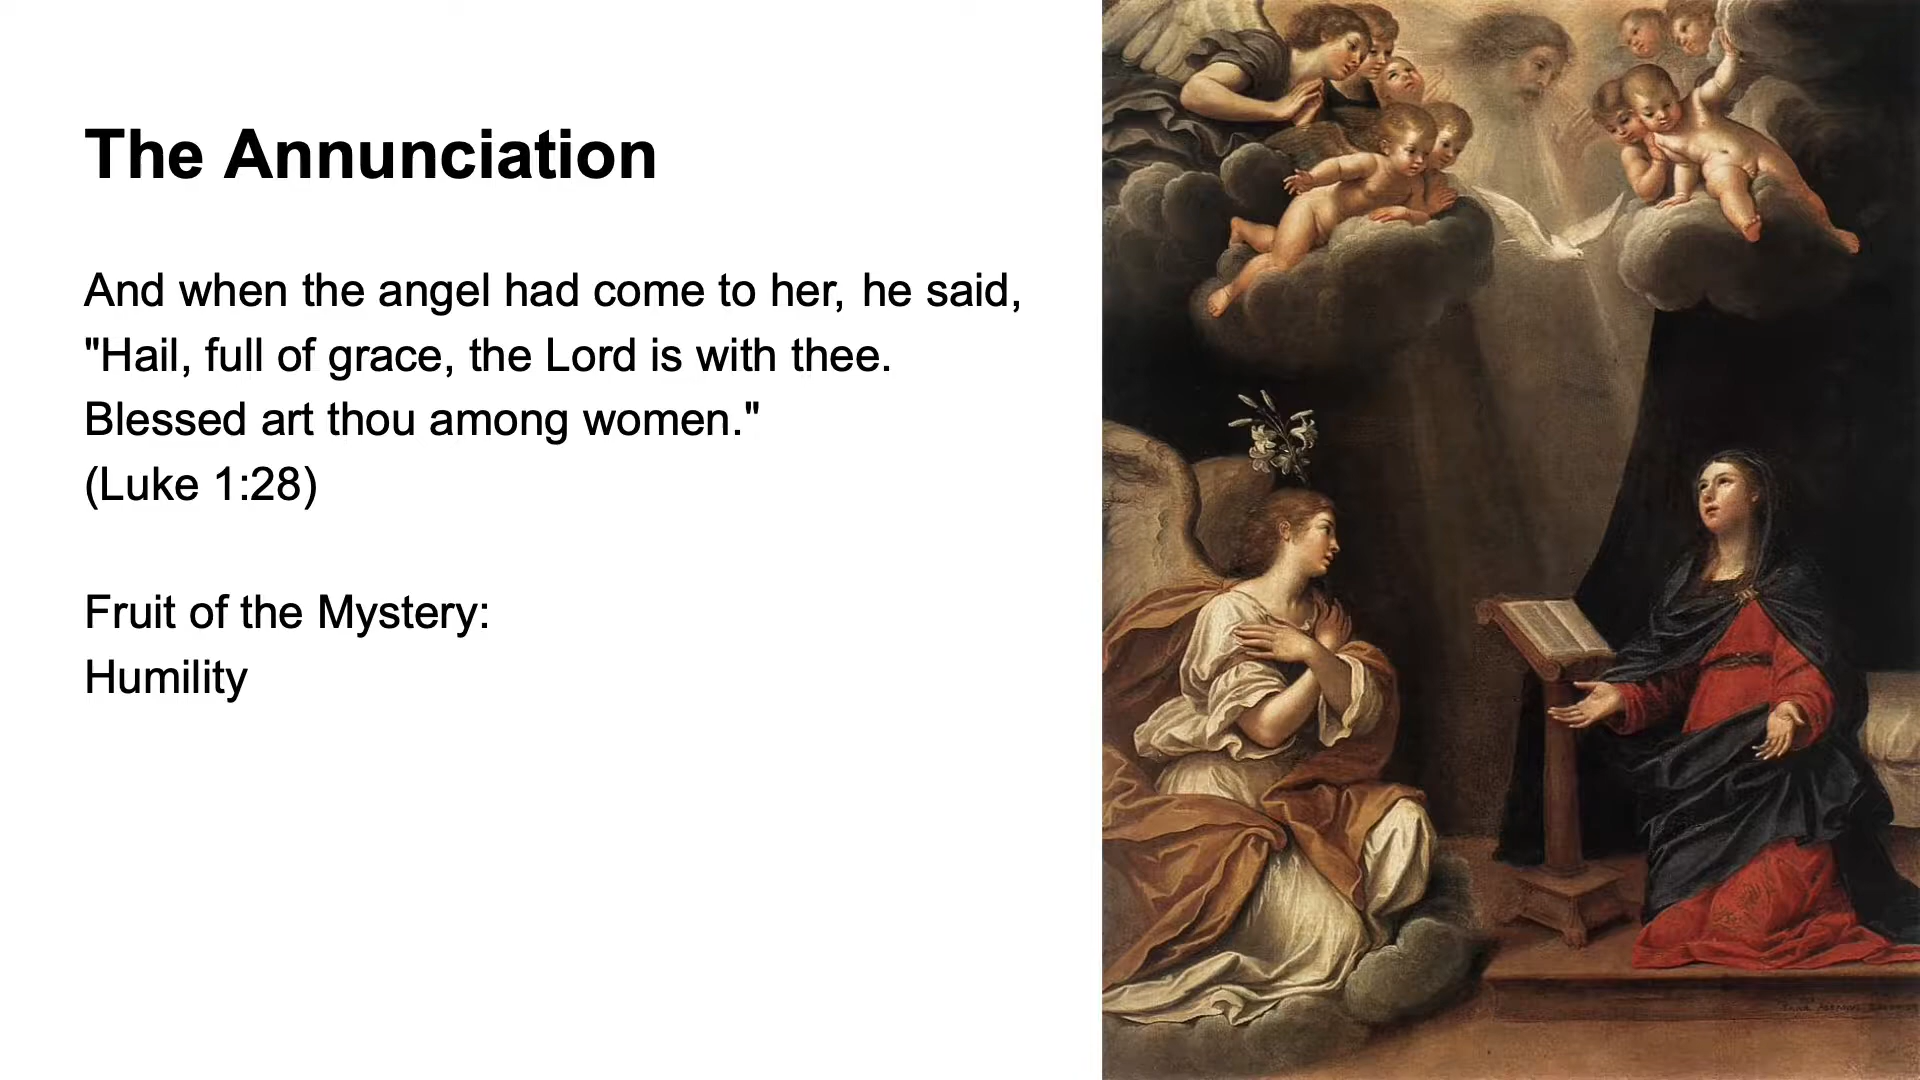 The Annunciation
And when the angel had come to her, he said,
"Hail, full of grace, the Lord is with thee.
Blessed art thou among women."
(Luke 1:28)
Fruit of the Mystery:
Humility